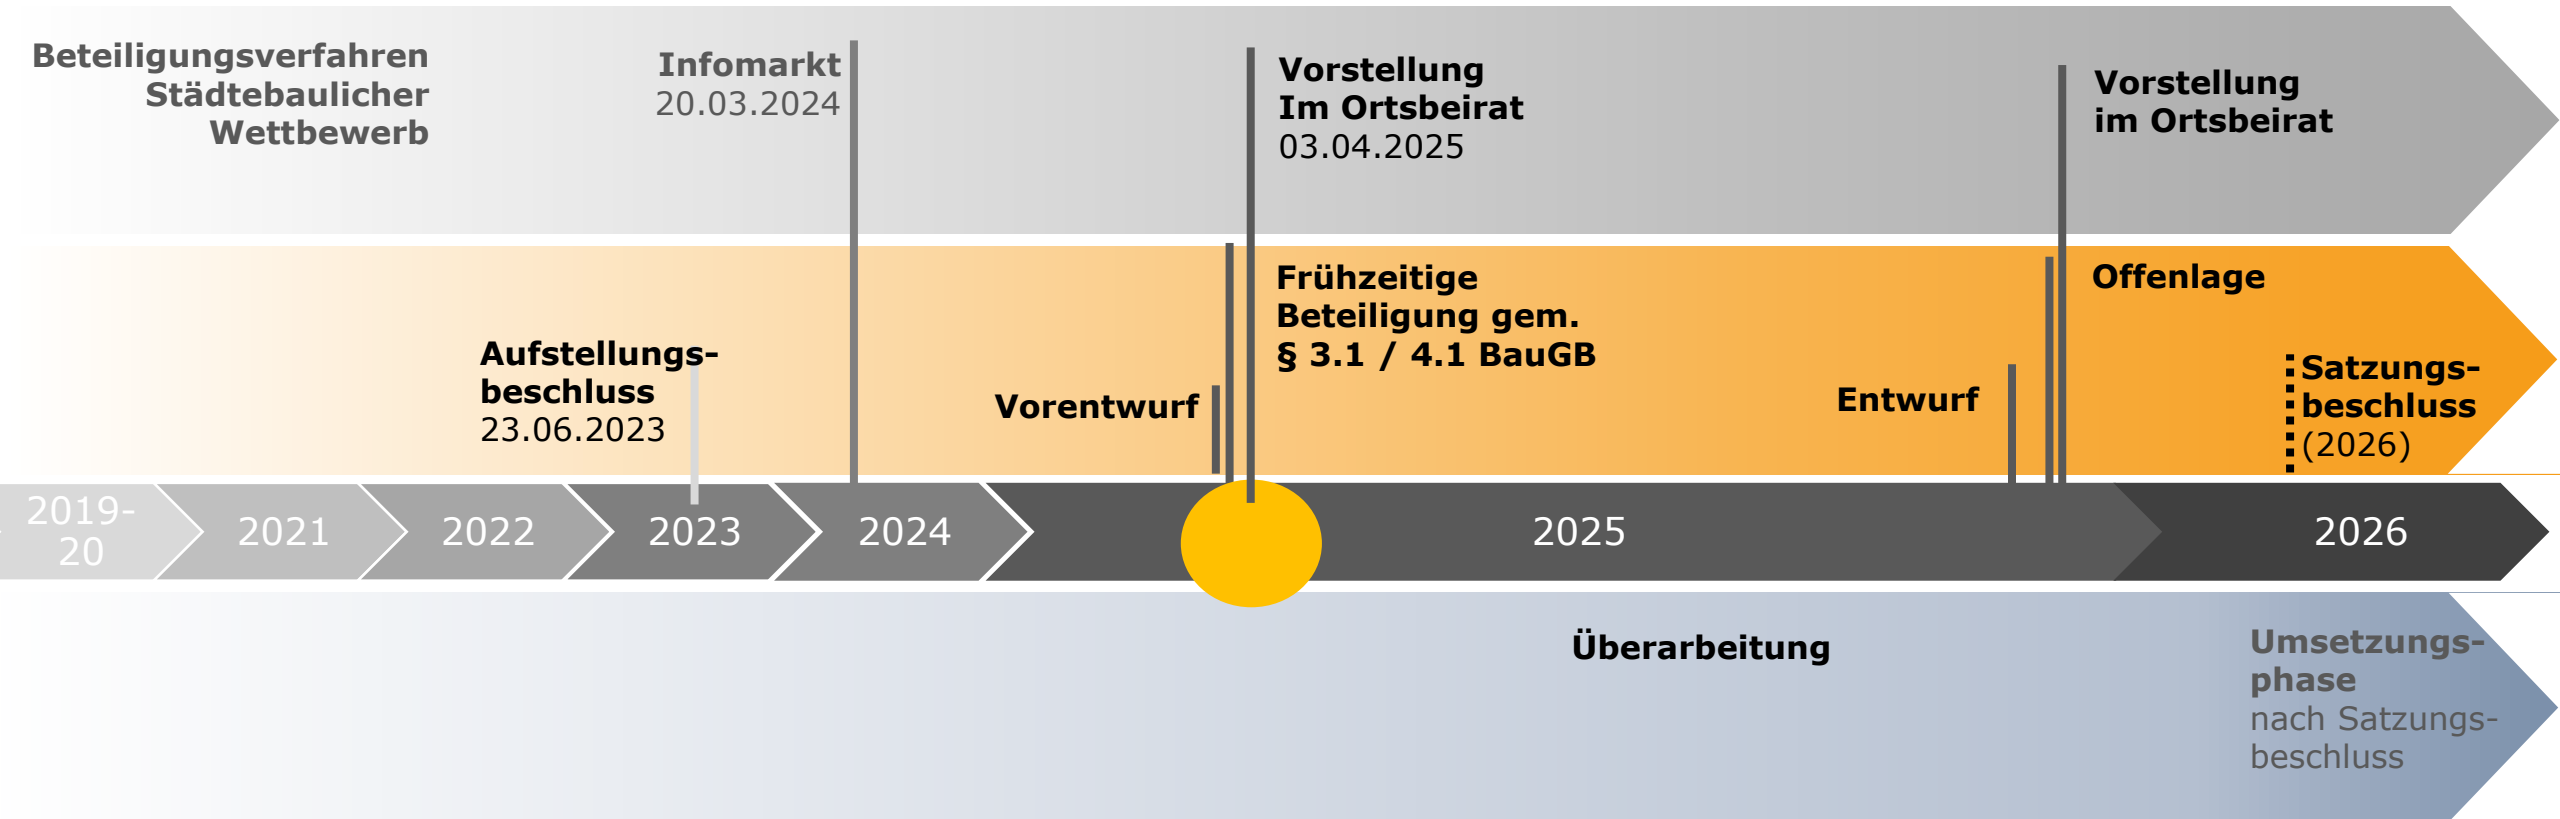 Beteiligungsverfahren
Städtebaulicher
Wettbewerb
Infomarkt
20.03.2024
Vorstellung
Im Ortsbeirat
03.04.2025
Vorstellung
im Ortsbeirat
Aufstellungs-
beschluss
23.06.2023
Vorentwurf
Frühzeitige
Beteiligung gem.
§ 3.1 / 4.1 BauGB
Entwurf
Offenlage
Satzungs-
beschluss
(2026)
2019-
20
2021
2022
2023
2024
2025
2026
Überarbeitung
Umsetzungs-
phase
nach Satzungs-
beschluss